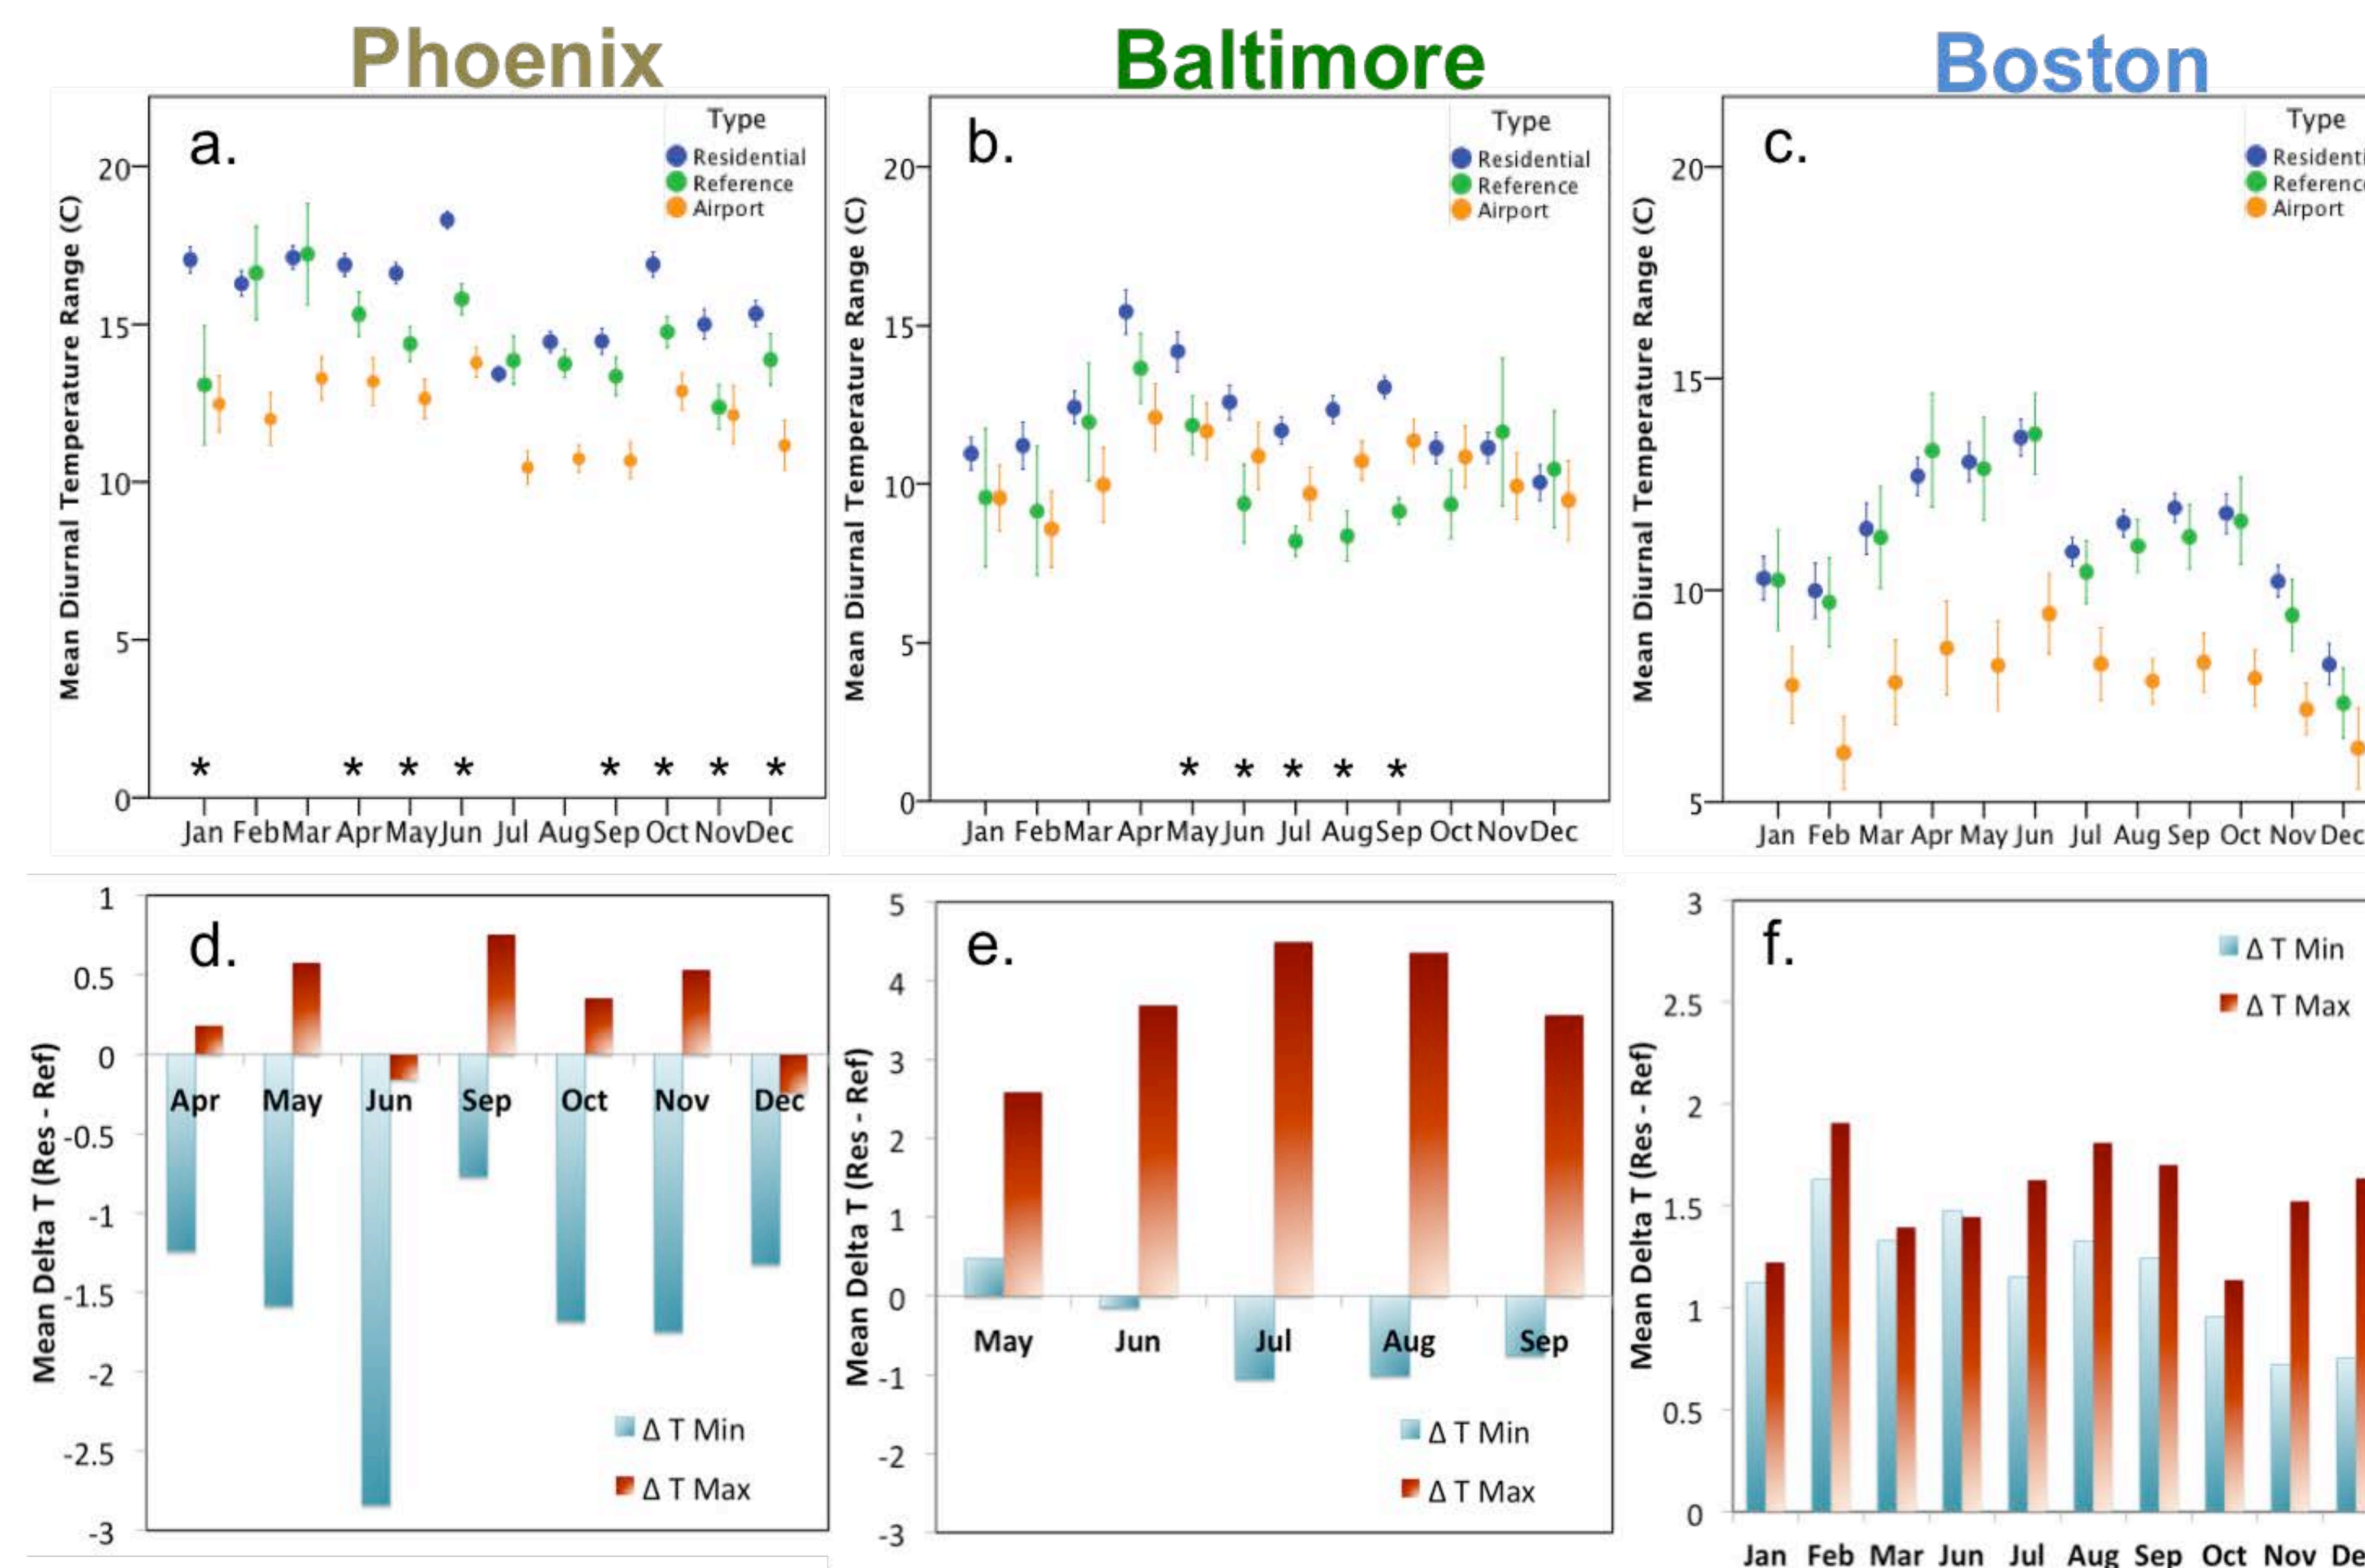 Phoenix
Baltimore
Boston
a.
Type
Residential
Reference
Airport
Mean Diurnal Temperature Range (C)
20
15
10
5
0
* * * * * * * *
Jan Feb Mar Apr May Jun Jul Aug Sep Oct Nov Dec
b.
Type
Residential
Reference
Airport
Mean Diurnal Temperature Range (C)
20
15
10
5
0
* * * * *
Jan Feb Mar Apr May Jun Jul Aug Sep Oct Nov Dec
c.
Type
Residenti
Reference
Airport
Mean Diurnal Temperature Range (C)
20
15
10
5
Jan Feb Mar Apr May Jun Jul Aug Sep Oct Nov Dec
d.
Mean Delta T (Res - Ref)
1
0.5
0
-0.5
-1
-1.5
-2
-2.5
-3
Apr May Jun Sep Oct Nov Dec
Δ T Min
Δ T Max
e.
Mean Delta T (Res - Ref)
5
4
3
2
1
0
-1
-2
-3
May Jun Jul Aug Sep
Δ T Min
Δ T Max
f.
Δ T Min
Δ T Max
Mean Delta T (Res - Ref)
3
2.5
2
1.5
1
0.5
0
Jan Feb Mar Jun Jul Aug Sep Oct Nov De